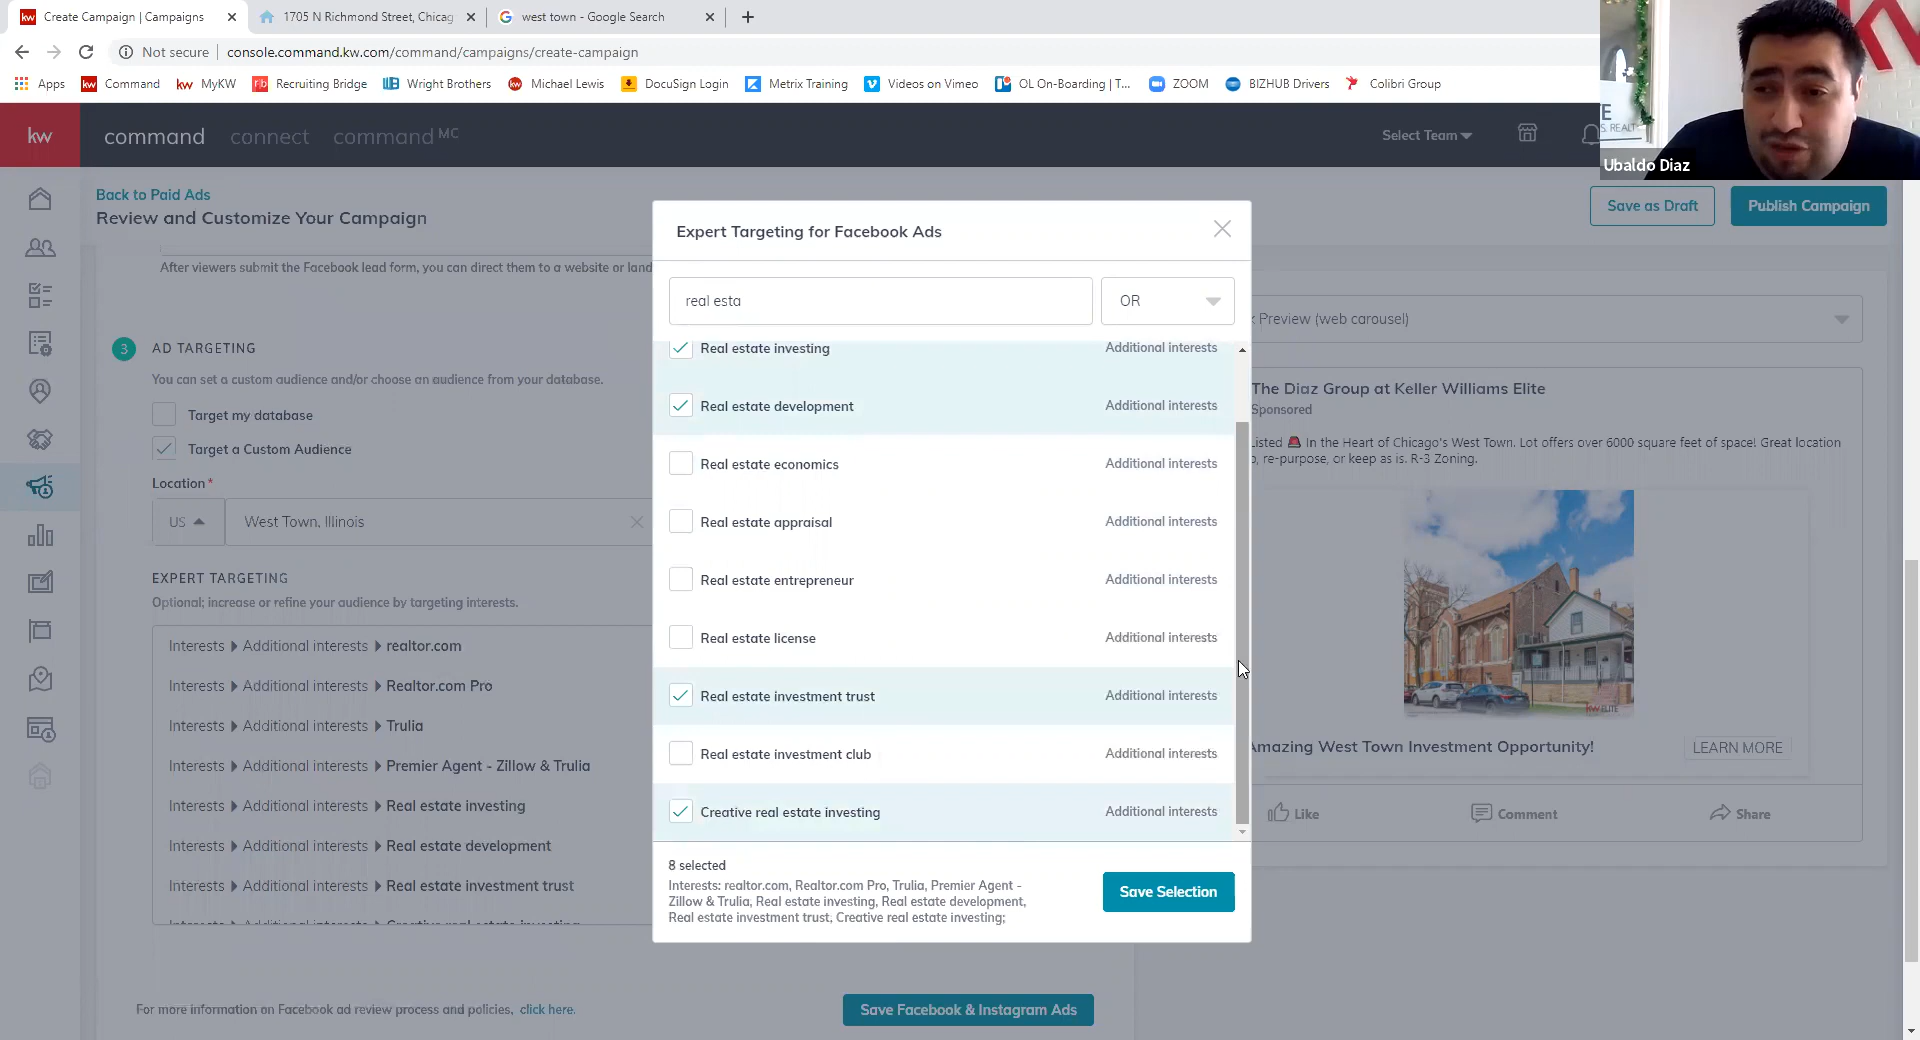 Create Campaign | Campaigns
1705 N Richmond Street, Chicag
west town - Google Search
Not secure
console.command.kw.com/command/campaigns/create-campaign
Apps
Command
MyKW
Recruiting Bridge
Wright Brothers
Michael Lewis
DocuSign Login
Metrix Training
Videos on Vimeo
OL On-Boarding | T...
ZOOM
BIZHUB Drivers
Colibri Group
kw
command
connect
command MC
Select Team
Ubaldo Diaz
Back to Paid Ads
Review and Customize Your Campaign
Save as Draft
Publish Campaign
After viewers submit the Facebook lead form, you can direct them to a website or land
3
AD TARGETING
You can set a custom audience and/or choose an audience from your database.
Target my database
Target a Custom Audience
Location*
US
West Town, Illinois
EXPERT TARGETING
Optional; increase or refine your audience by targeting interests.
Interests Additional interests realtor.com
Interests Additional interests Realtor.com Pro
Interests Additional interests Trulia
Interests Additional interests Premier Agent - Zillow & Trulia
Interests Additional interests Real estate investing
Interests Additional interests Real estate development
Interests Additional interests Real estate investment trust
Interests Additional interests Creative real estate investing
For more information on Facebook ad review process and policies, click here.
Save Facebook & Instagram Ads
Expert Targeting for Facebook Ads
real esta
OR
Real estate investing Additional interests
Real estate development Additional interests
Real estate economics Additional interests
Real estate appraisal Additional interests
Real estate entrepreneur Additional interests
Real estate license Additional interests
Real estate investment trust Additional interests
Real estate investment club Additional interests
Creative real estate investing Additional interests
8 selected
Interests: realtor.com, Realtor.com Pro, Trulia, Premier Agent -
Zillow & Trulia, Real estate investing, Real estate development,
Real estate investment trust, Creative real estate investing;
Save Selection
Preview (web carousel)
The Diaz Group at Keller Williams Elite
Sponsored
Listed 🚨 In the Heart of Chicago's West Town. Lot offers over 6000 square feet of space! Great location
, re-purpose, or keep as is. R-3 Zoning.
KW ELITE
Amazing West Town Investment Opportunity!
LEARN MORE
Like
Comment
Share